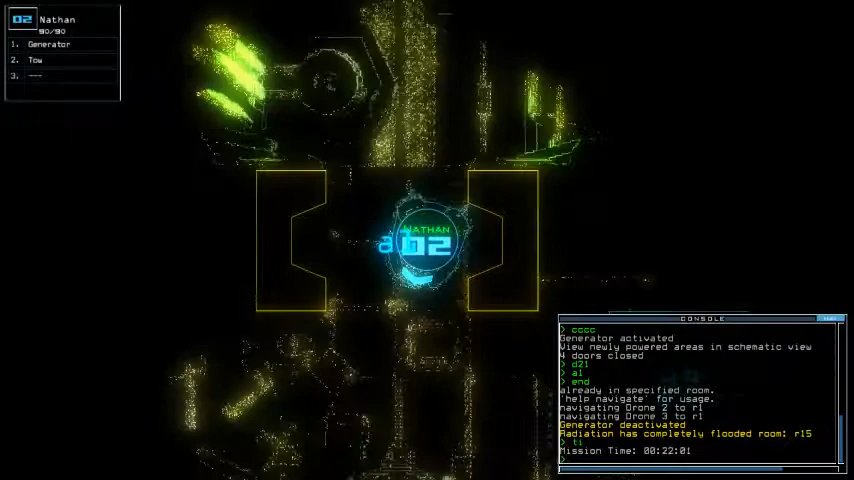 02 Nathan
90/90
1. Generator
2. Tow
3. ---
NATHAN
02
CONSOLE
> cccc
Generator activated
View newly powered areas in schematic view
4 doors closed
> d21
> a1
> end
already in specified room.
'help navigate' for usage.
navigating Drone 2 to r1
navigating Drone 3 to r1
Generator deactivated
Radiation has completely flooded room: r15
> ti
Mission Time: 00:22:01
>